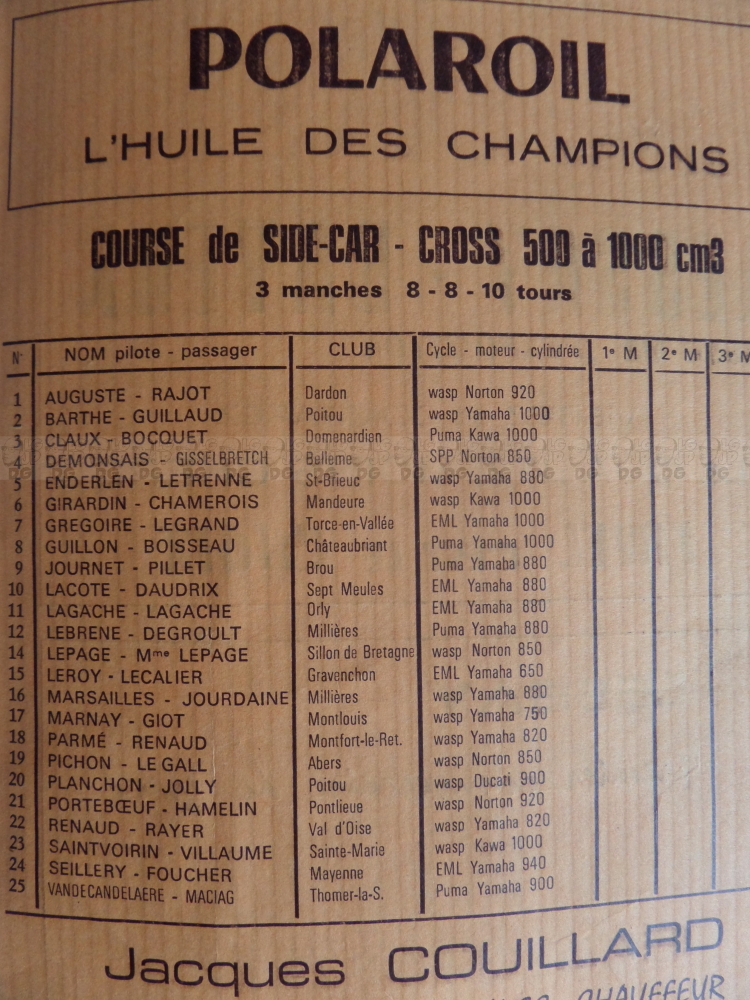 POLAROIL
L'HUILE DES CHAMPIONS
COURSE de SIDE-CAR - CROSS 500 à 1000 cm3
3 manches 8 - 8 - 10 tours
N° NOM pilote - passager CLUB Cycle - moteur - cylindrée 1e M 2e M 3e M
1 AUGUSTE - RAJOT Dardon wasp Norton 920
2 BARTHE - GUILLAUD Poitou wasp Yamaha 1000
3 CLAUX - BOCQUET Domenardien Puma Kawa 1000
4 DEMONSAIS - GISSELBRETCH Belleme SPP Norton 850
5 ENDERLEN - LETRENNE St-Brieuc wasp Yamaha 880
6 GIRARDIN - CHAMEROIS Mandeure wasp Kawa 1000
7 GREGOIRE - LEGRAND Torce-en-Vallée EML Yamaha 1000
8 GUILLON - BOISSEAU Châteaubriant Puma Yamaha 1000
9 JOURNET - PILLET Brou Puma Yamaha 880
10 LACOTE - DAUDRIX Sept Meules EML Yamaha 880
11 LAGACHE - LAGACHE Orly EML Yamaha 880
12 LEBRENE - DEGROULT Millières Puma Yamaha 880
14 LEPAGE - Mme LEPAGE Sillon de Bretagne wasp Norton 850
15 LEROY - LECALIER Gravenchon EML Yamaha 650
16 MARSAILLES - JOURDAINE Millières wasp Yamaha 880
17 MARNAY - GIOT Montlouis wasp Yamaha 750
18 PARMÉ - RENAUD Montfort-le-Ret. wasp Yamaha 820
19 PICHON - LE GALL Abers wasp Norton 850
20 PLANCHON - JOLLY Poitou wasp Ducati 900
21 PORTEBŒUF - HAMELIN Pontlieue wasp Norton 920
22 RENAUD - RAYER Val d'Oise wasp Yamaha 820
23 SAINTVOIRIN - VILLAUME Sainte-Marie wasp Kawa 1000
24 SEILLERY - FOUCHER Mayenne EML Yamaha 940
25 VANDECANDELAERE - MACIAG Thomer-la-S. Puma Yamaha 900
Jacques COUILLARD
CHAUFFEUR